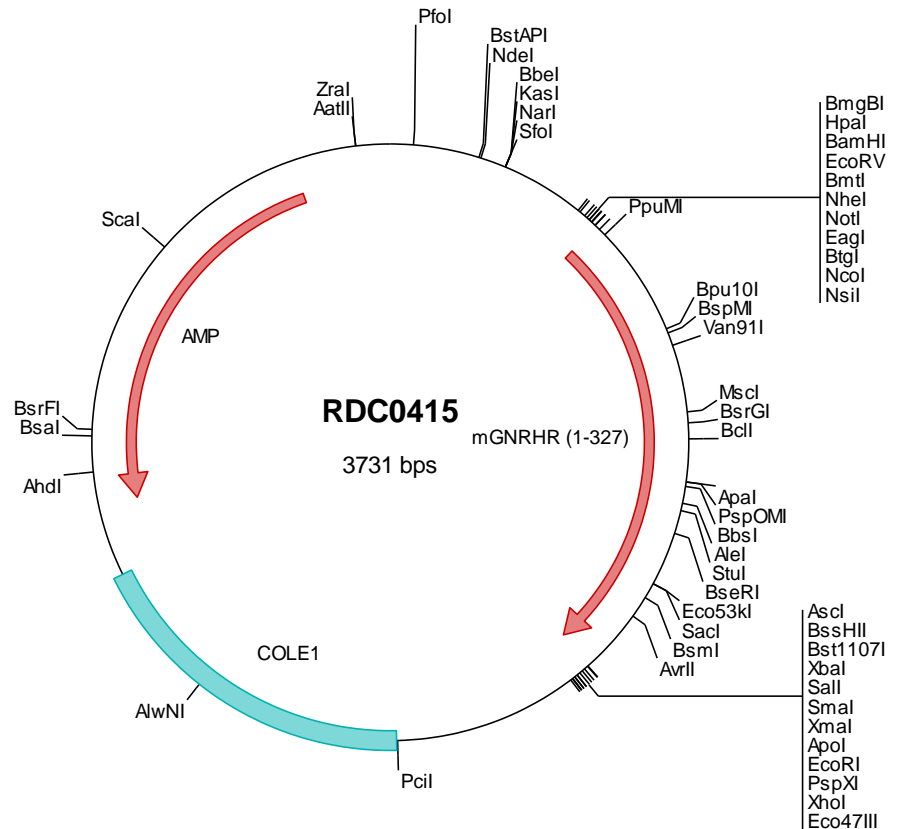 PfoI
BstAPI
NdeI
BbeI
KasI
NarI
SfoI
ZraI
AatII
ScaI
BsrFI
BsaI
AhdI
AMP
RDC0415
3731 bps
mGNRHR (1-327)
COLE1
AlwNI
PciI
PpuMI
BmgBI
HpaI
BamHI
EcoRV
BmtI
NheI
NotI
EagI
BtgI
NcoI
NsiI
Bpu10I
BspMI
Van91I
MscI
BsrGI
BclI
ApaI
PspOMI
BbsI
AleI
StuI
BseRI
Eco53kI
SacI
BsmI
AvrII
AscI
BssHII
Bst1107I
XbaI
SalI
SmaI
XmaI
ApoI
EcoRI
PspXI
XhoI
Eco47III